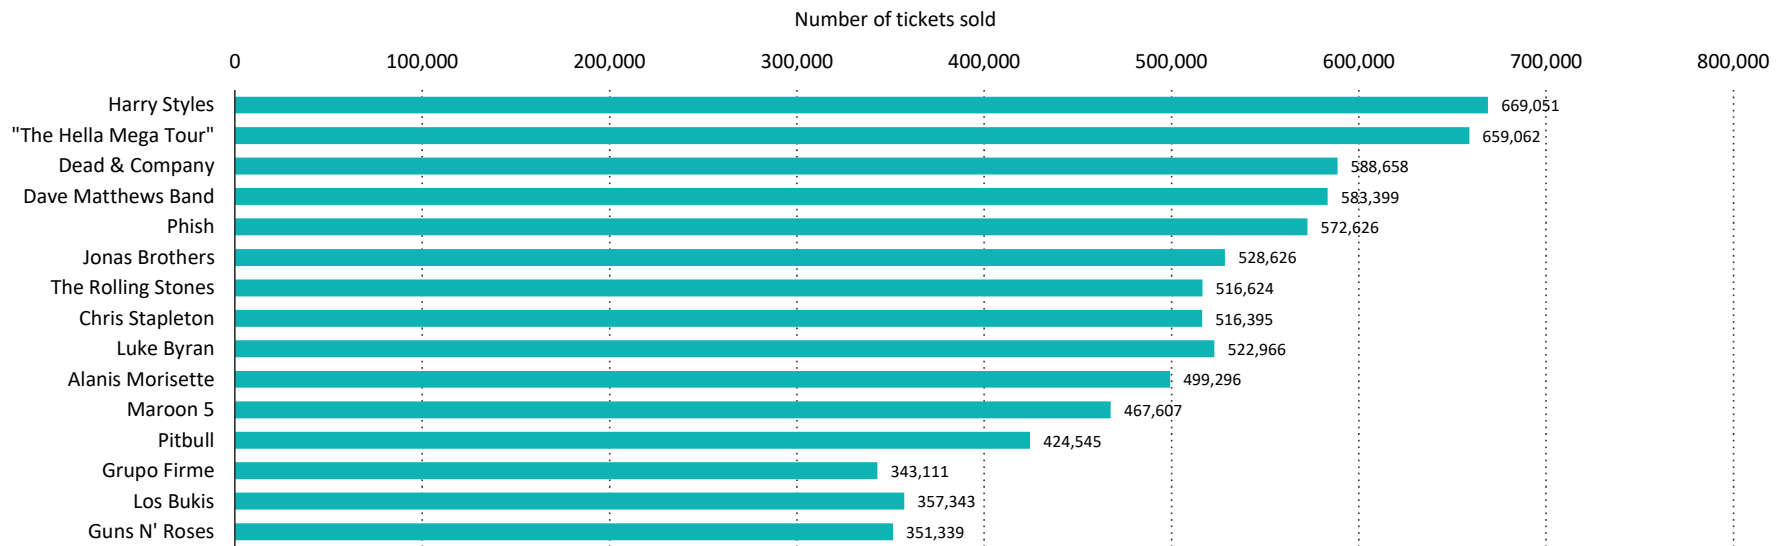 Number of tickets sold
0 100,000 200,000 300,000 400,000 500,000 600,000 700,000 800,000
Harry Styles 669,051
"The Hella Mega Tour" 659,062
Dead & Company 588,658
Dave Matthews Band 583,399
Phish 572,626
Jonas Brothers 528,626
The Rolling Stones 516,624
Chris Stapleton 516,395
Luke Byran 522,966
Alanis Morisette 499,296
Maroon 5 467,607
Pitbull 424,545
Grupo Firme 343,111
Los Bukis 357,343
Guns N' Roses 351,339